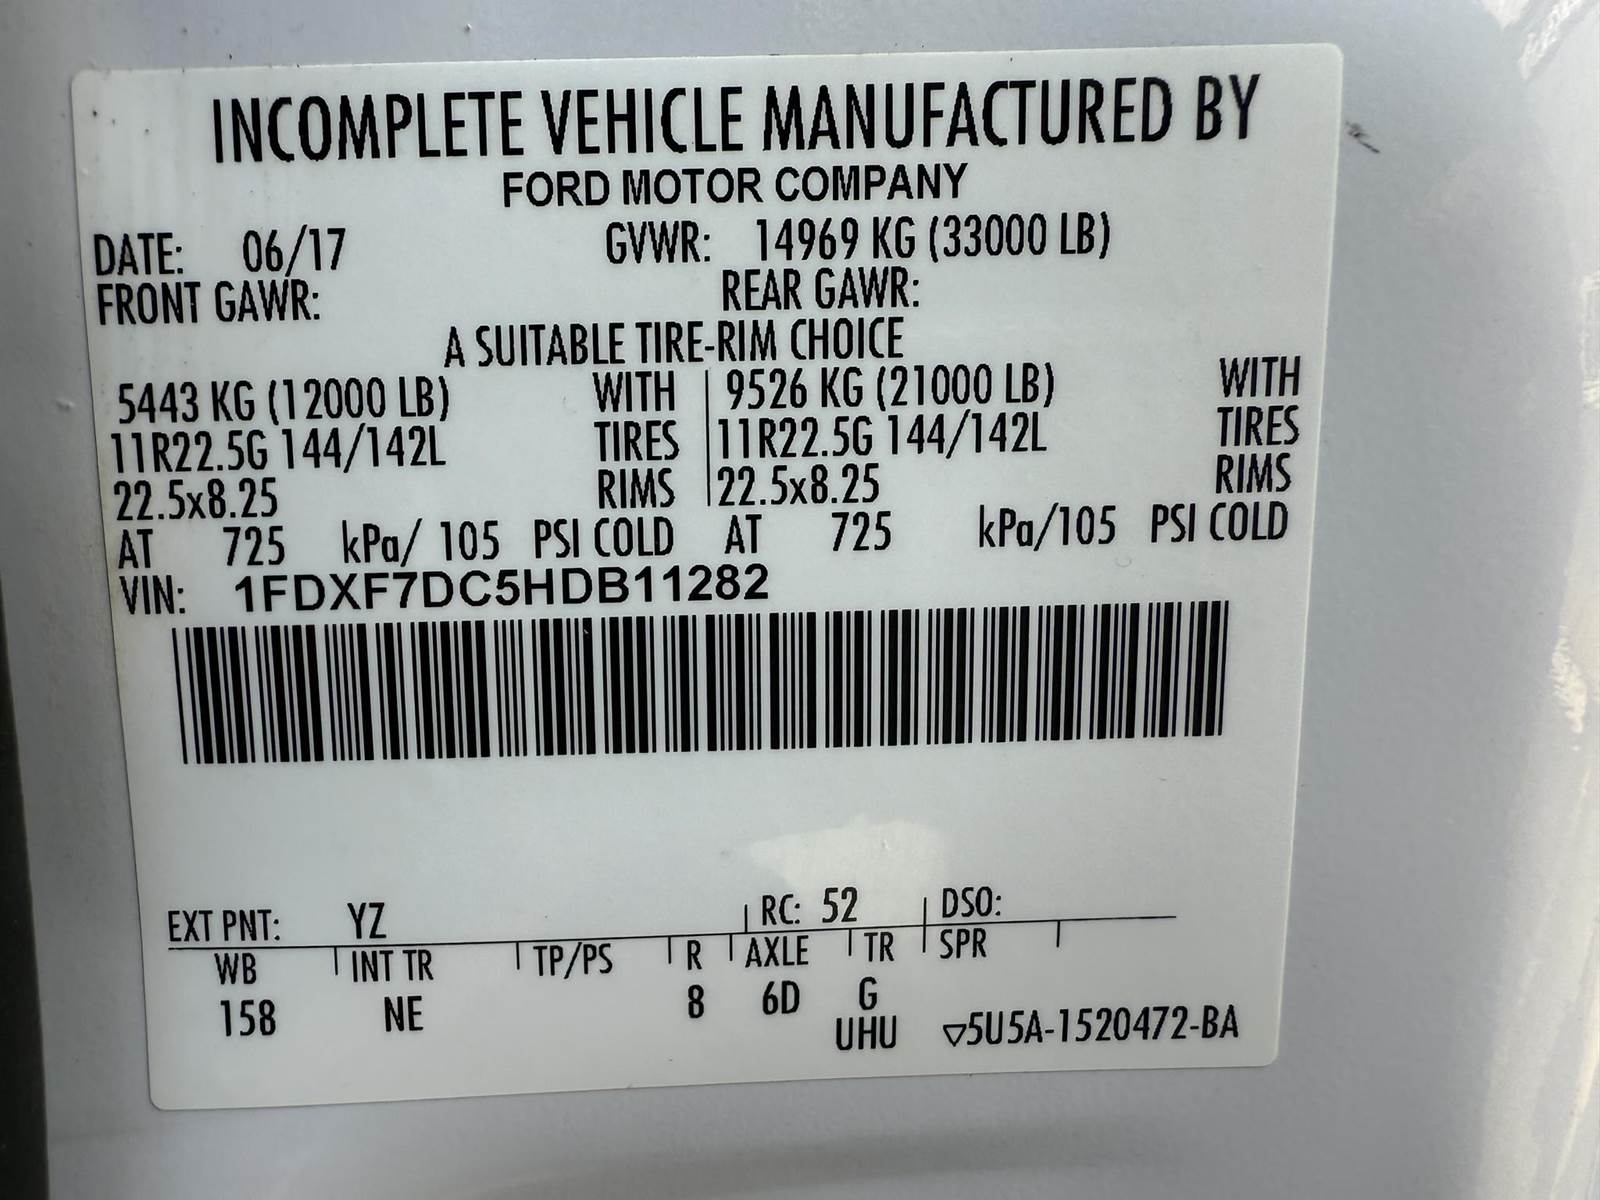 INCOMPLETE VEHICLE MANUFACTURED BY
FORD MOTOR COMPANY
DATE: 06/17 GVWR: 14969 KG (33000 LB)
FRONT GAWR: REAR GAWR:
A SUITABLE TIRE-RIM CHOICE
5443 KG (12000 LB) WITH 9526 KG (21000 LB) WITH
11R22.5G 144/142L TIRES 11R22.5G 144/142L TIRES
22.5x8.25 RIMS 22.5x8.25 RIMS
AT 725 kPa/ 105 PSI COLD AT 725 kPa/105 PSI COLD
VIN: 1FDXF7DC5HDB11282
EXT PNT: YZ RC: 52 DSO:
WB INT TR TP/PS R AXLE TR SPR
158 NE 8 6D G
UHU ▽5U5A-1520472-BA